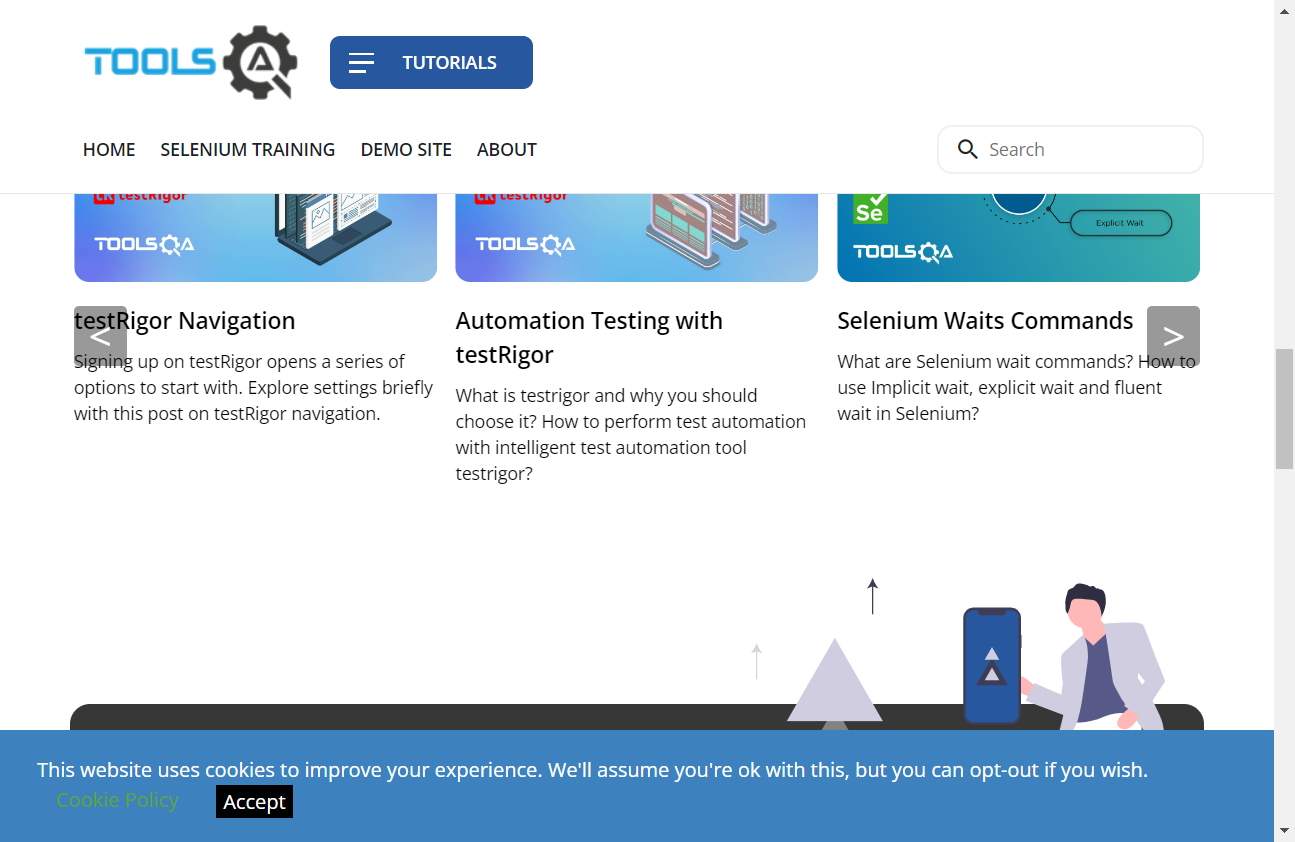 TOOLS QA
TUTORIALS
HOME SELENIUM TRAINING DEMO SITE ABOUT
Search
testRigor
TOOLSQA
testRigor
TOOLSQA
Se
Explicit Wait
TOOLSQA
testRigor Navigation
Signing up on testRigor opens a series of
options to start with. Explore settings briefly
with this post on testRigor navigation.
Automation Testing with
testRigor
What is testrigor and why you should
choose it? How to perform test automation
with intelligent test automation tool
testrigor?
Selenium Waits Commands
What are Selenium wait commands? How to
use Implicit wait, explicit wait and fluent
wait in Selenium?
<
>
This website uses cookies to improve your experience. We'll assume you're ok with this, but you can opt-out if you wish.
Cookie Policy Accept